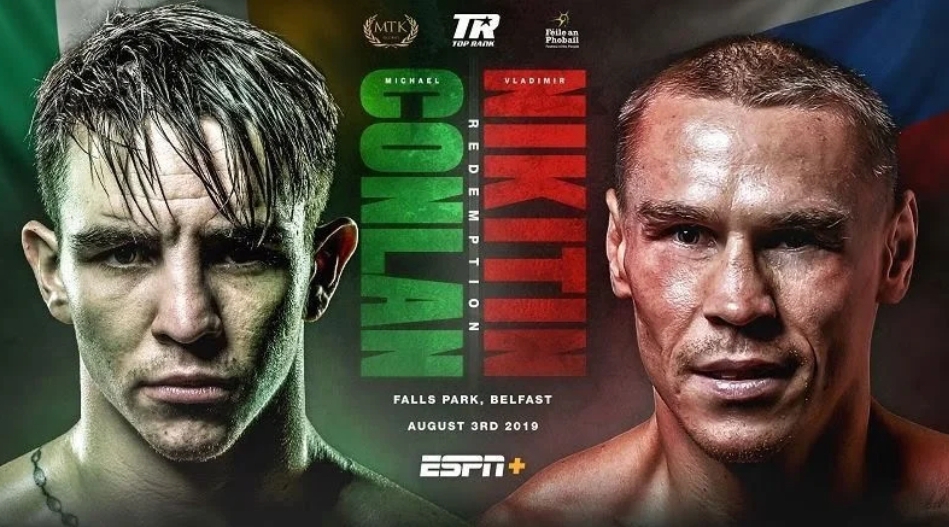 MTK
TR
TOP RANK
Féile an
Phobail
MICHAEL
CONLAN
REDEMPTION
VLADIMIR
NIKITIN
FALLS PARK, BELFAST
AUGUST 3RD 2019
ESPN+